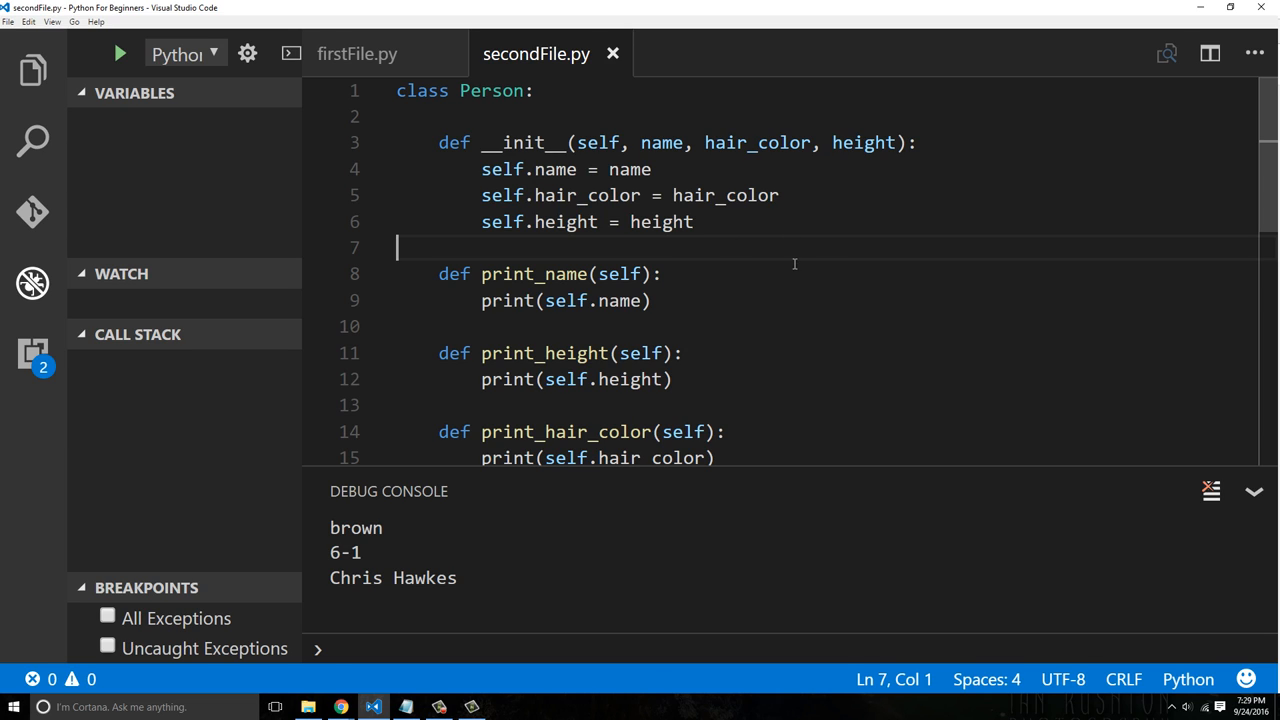 secondFile.py - Python For Beginners - Visual Studio Code
File Edit View Go Help
Python
firstFile.py
secondFile.py
VARIABLES
WATCH
CALL STACK
2
BREAKPOINTS
All Exceptions
Uncaught Exceptions
1 class Person:
2
3 def __init__(self, name, hair_color, height):
4 self.name = name
5 self.hair_color = hair_color
6 self.height = height
7
8 def print_name(self):
9 print(self.name)
10
11 def print_height(self):
12 print(self.height)
13
14 def print_hair_color(self):
15 print(self.hair_color)
DEBUG CONSOLE
brown
6-1
Chris Hawkes
0 0
Ln 7, Col 1 Spaces: 4 UTF-8 CRLF Python
I'm Cortana. Ask me anything.
7:29 PM
9/24/2016